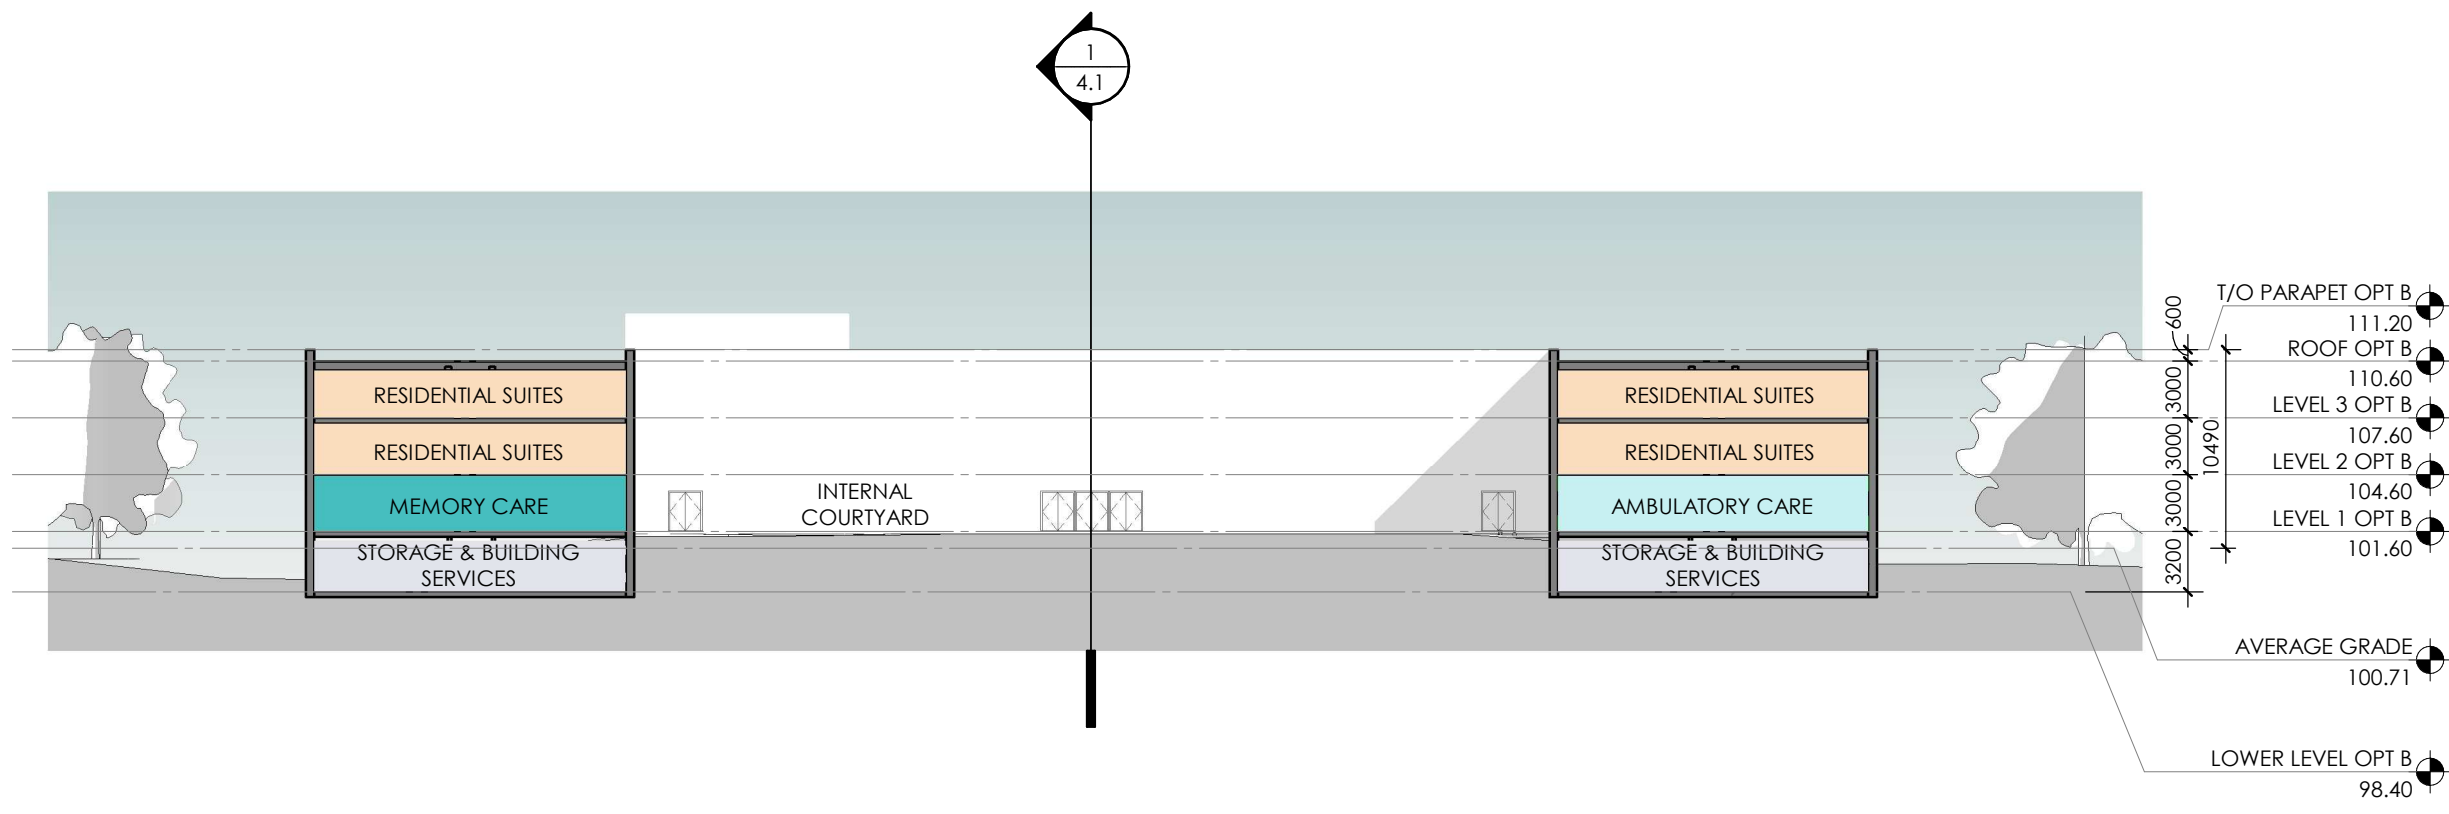 1
4.1
T/O PARAPET OPT B
111.20
ROOF OPT B
110.60
LEVEL 3 OPT B
107.60
LEVEL 2 OPT B
104.60
LEVEL 1 OPT B
101.60
AVERAGE GRADE
100.71
LOWER LEVEL OPT B
98.40
600
3000
3000
3000
3200
10490
RESIDENTIAL SUITES
RESIDENTIAL SUITES
MEMORY CARE
STORAGE & BUILDING
SERVICES
INTERNAL
COURTYARD
RESIDENTIAL SUITES
RESIDENTIAL SUITES
AMBULATORY CARE
STORAGE & BUILDING
SERVICES